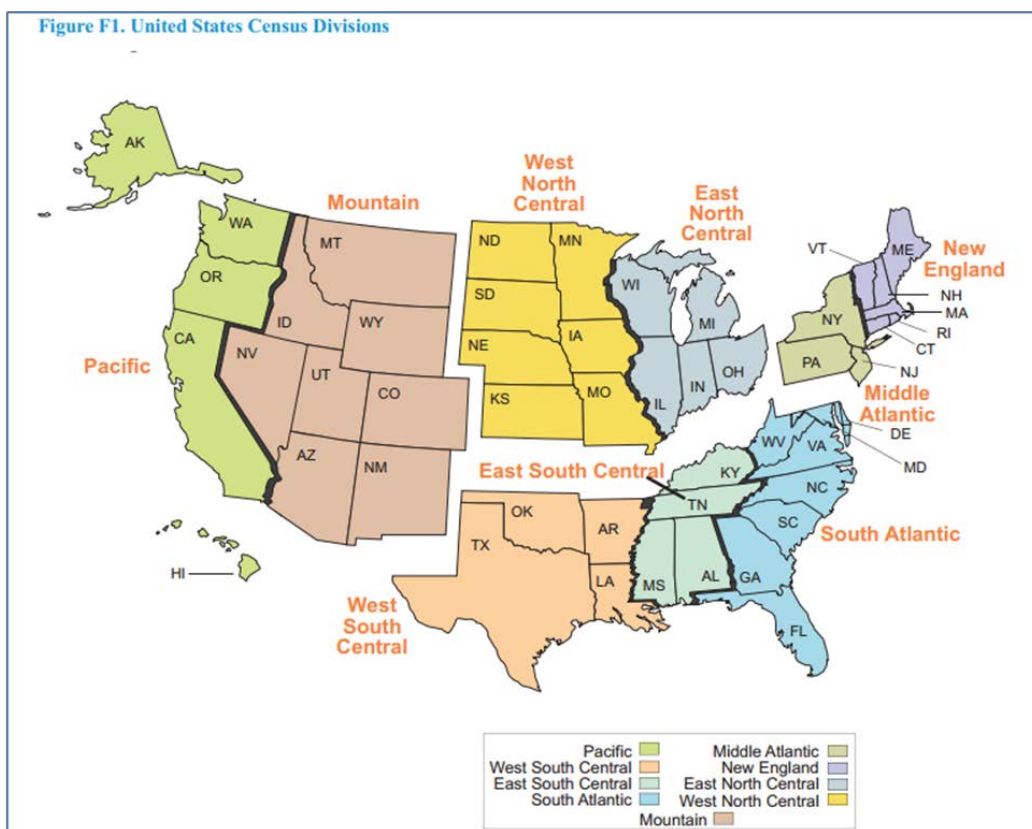 Figure F1. United States Census Divisions
AK
West
North
Central
East
North
Central
Mountain
WA
MT
ND
MN
VT
ME
New
England
OR
WI
SD
NH
MA
ID
WY
MI
NY
RI
CA
IA
CT
NV
NE
PA
NJ
Pacific
UT
OH
IL
IN
CO
KS
MO
Middle
Atlantic
DE
WV
VA
MD
AZ
NM
East South Central
KY
NC
TN
OK
AR
SC
South Atlantic
TX
HI
LA
MS
AL
GA
West
South
Central
FL
Pacific
West South Central
East South Central
South Atlantic
Middle Atlantic
New England
East North Central
West North Central
Mountain